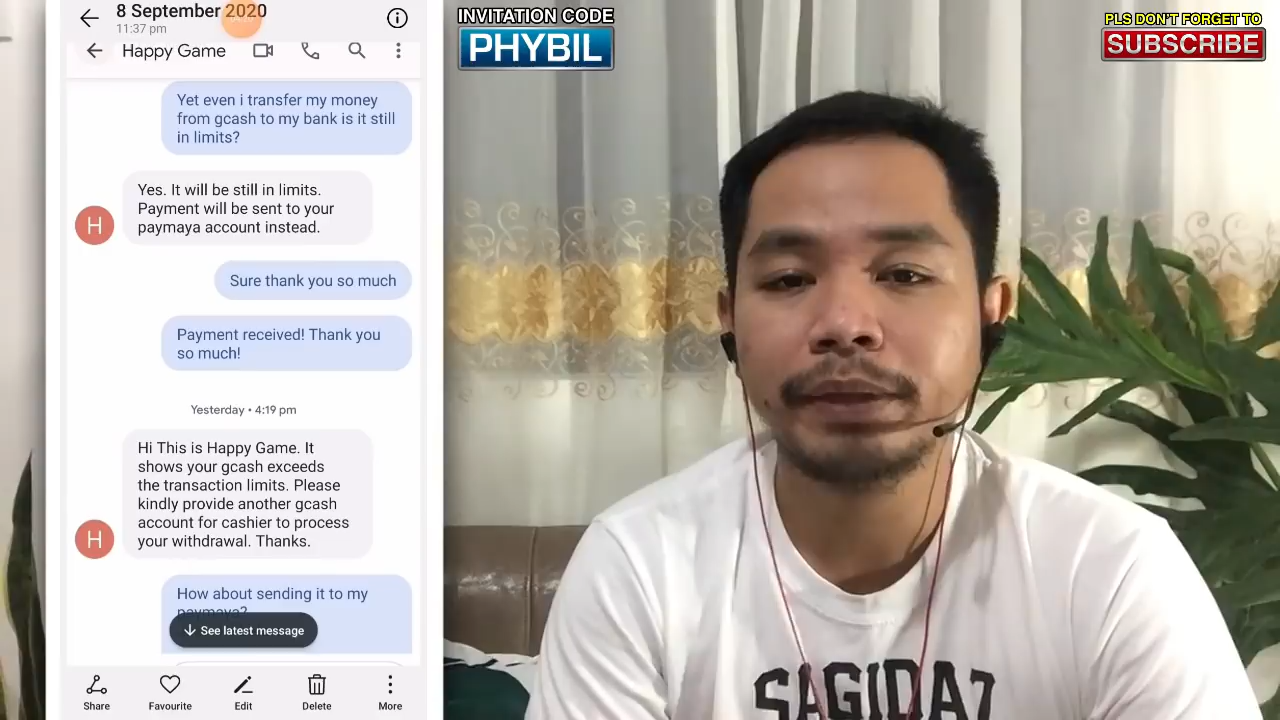 8 September 2020
11:37 pm
Happy Game
Yet even i transfer my money
from gcash to my bank is it still
in limits?
Yes. It will be still in limits.
Payment will be sent to your
paymaya account instead.
H
Sure thank you so much
Payment received! Thank you
so much!
Yesterday • 4:19 pm
Hi This is Happy Game. It
shows your gcash exceeds
the transaction limits. Please
kindly provide another gcash
account for cashier to process
your withdrawal. Thanks.
H
How about sending it to my
paymaya?
See latest message
Share
Favourite
Edit
Delete
More
INVITATION CODE
PHYBIL
PLS DON'T FORGET TO
SUBSCRIBE